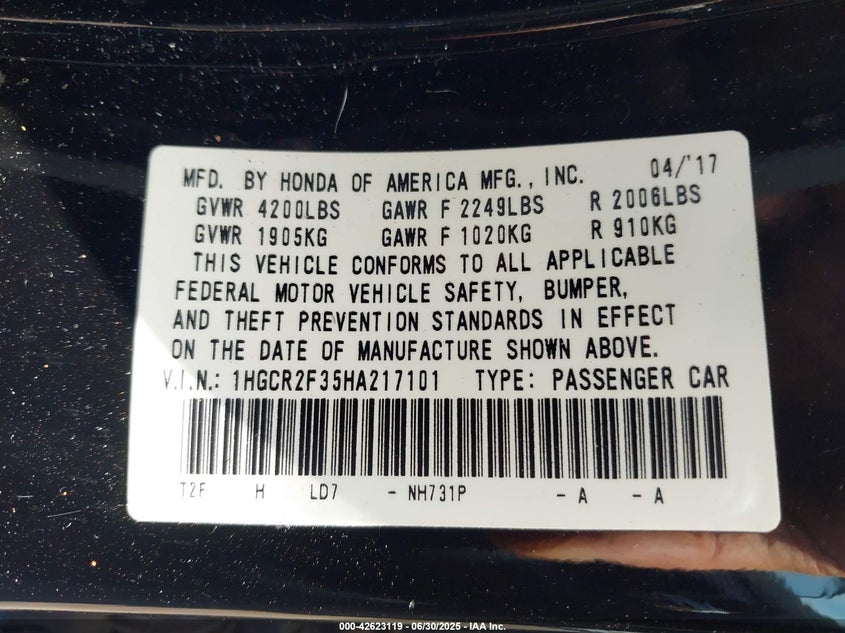 MFD. BY HONDA OF AMERICA MFG., INC. 04/'17
GVWR 4200LBS GAWR F 2249LBS R 2006LBS
GVWR 1905KG GAWR F 1020KG R 910KG
THIS VEHICLE CONFORMS TO ALL APPLICABLE
FEDERAL MOTOR VEHICLE SAFETY, BUMPER,
AND THEFT PREVENTION STANDARDS IN EFFECT
ON THE DATE OF MANUFACTURE SHOWN ABOVE.
V.I.N.: 1HGCR2F35HA217101 TYPE: PASSENGER CAR
T2F H LD7 - NH731P - A - A
000-42623119 - 06/30/2025 - IAA Inc.